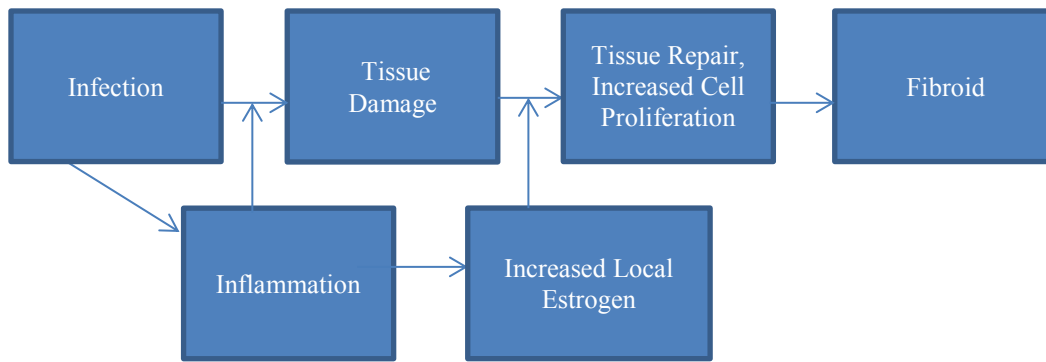 Infection
Tissue
Damage
Tissue Repair,
Increased Cell
Proliferation
Fibroid
Inflammation
Increased Local
Estrogen